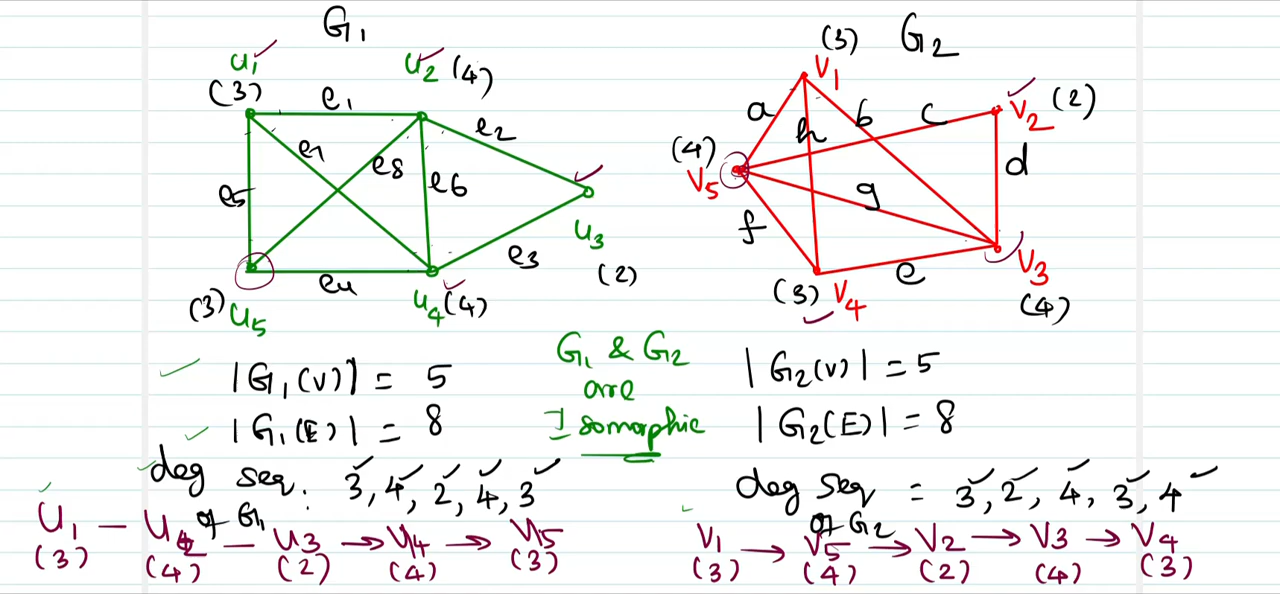 G1
u1
(3)
u2 (4)
e1
e2
e7
e8
e5
e6
u3
(2)
e3
e4
(3) u5
u4 (4)
G2
(3)
v1
v2 (2)
a
h
b
c
d
(4)
v5
g
f
e
v3
(4)
(3) v4
|G1(V)| = 5
|G1(E)| = 8
deg seq. of G1 : 3, 4, 2, 4, 3
G1 & G2
are
Isomorphic
|G2(V)| = 5
|G2(E)| = 8
deg seq of G2 = 3, 2, 4, 3, 4
U1 — U2 — U3 → U4 → U5
(3) (4) (2) (4) (3)
V1 → V5 → V2 → V3 → V4
(3) (4) (2) (4) (3)